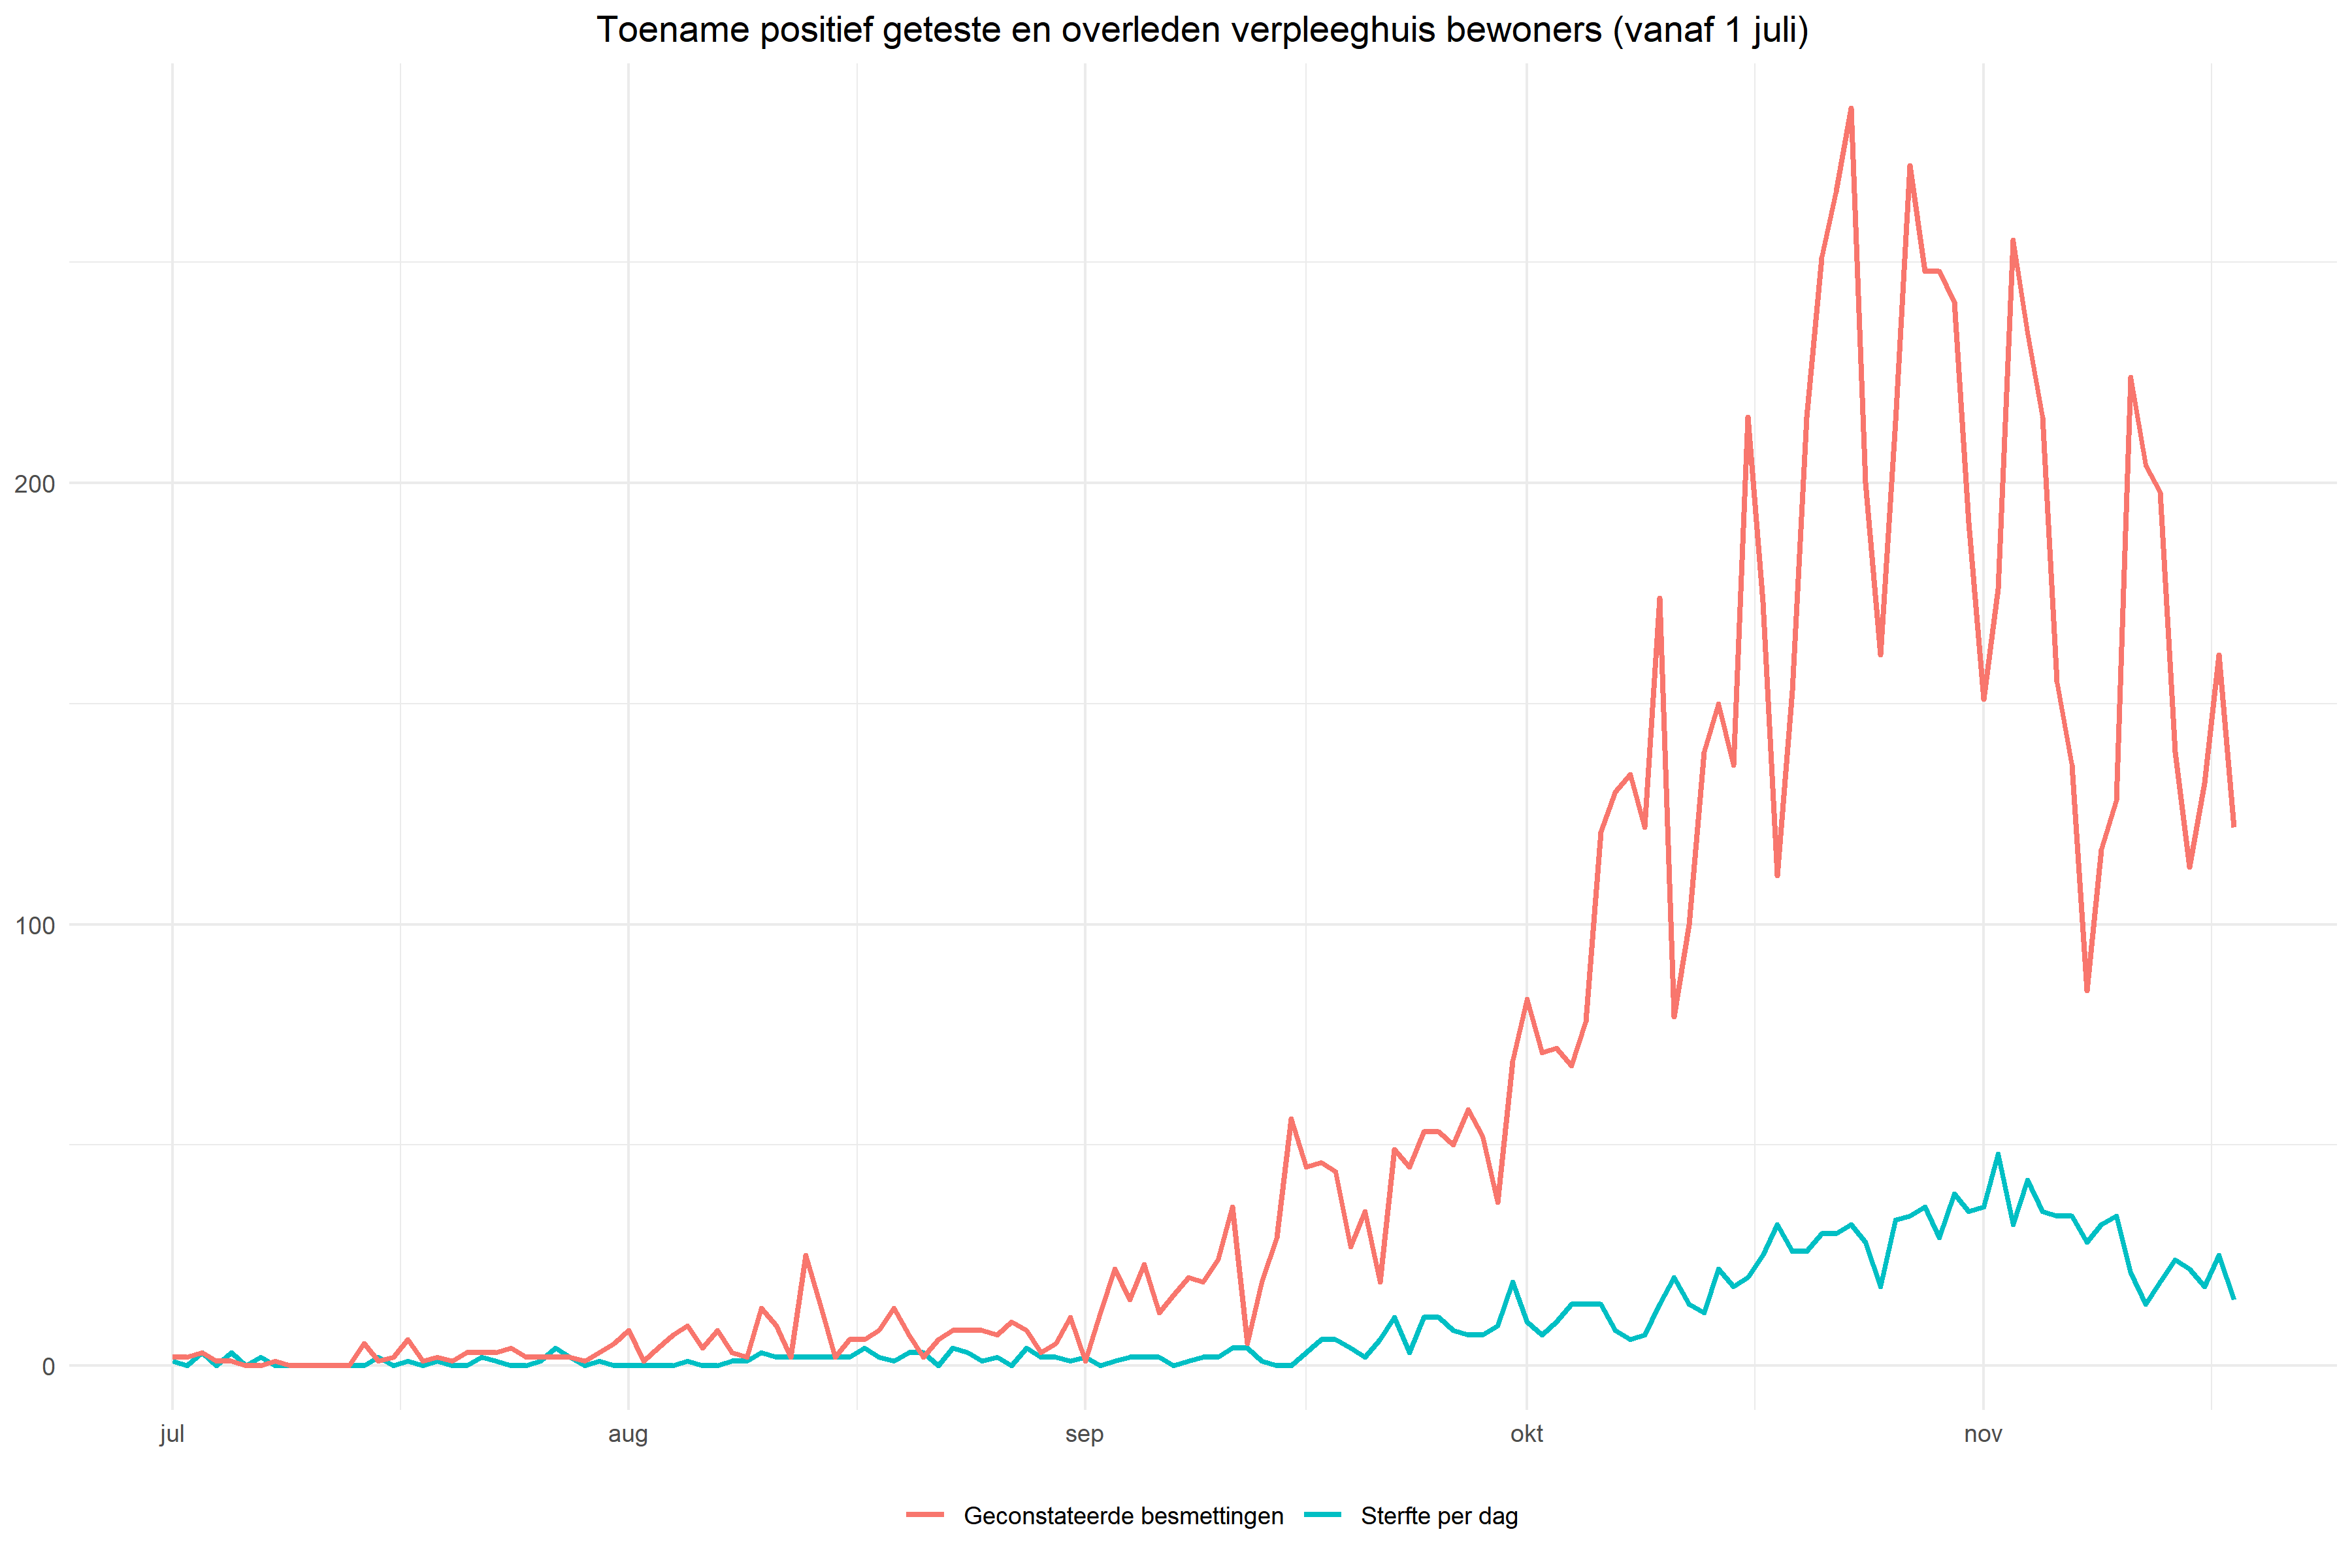 Toename positief geteste en overleden verpleeghuis bewoners (vanaf 1 juli)
200
100
0
jul aug sep okt nov
Geconstateerde besmettingen Sterfte per dag